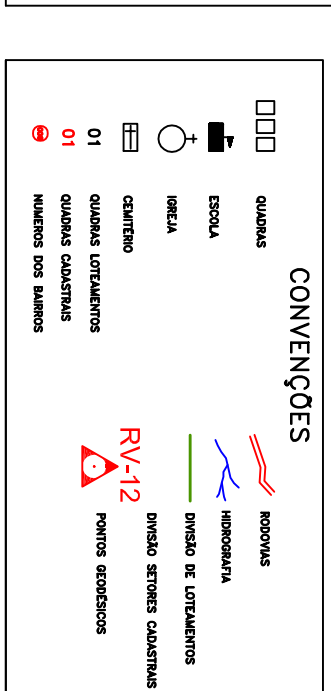 CONVENÇÕES
QUADRAS
ESCOLA
IGREJA
CEMITÉRIO
01 QUADRAS LOTEAMENTOS
01 QUADRAS CADASTRAIS
NUMEROS DOS BAIRROS
RODOVIAS
HIDROGRAFIA
DIVISÃO DE LOTEAMENTOS
RV-12 DIVISÃO SETORES CADASTRAIS
PONTOS GEODÉSICOS